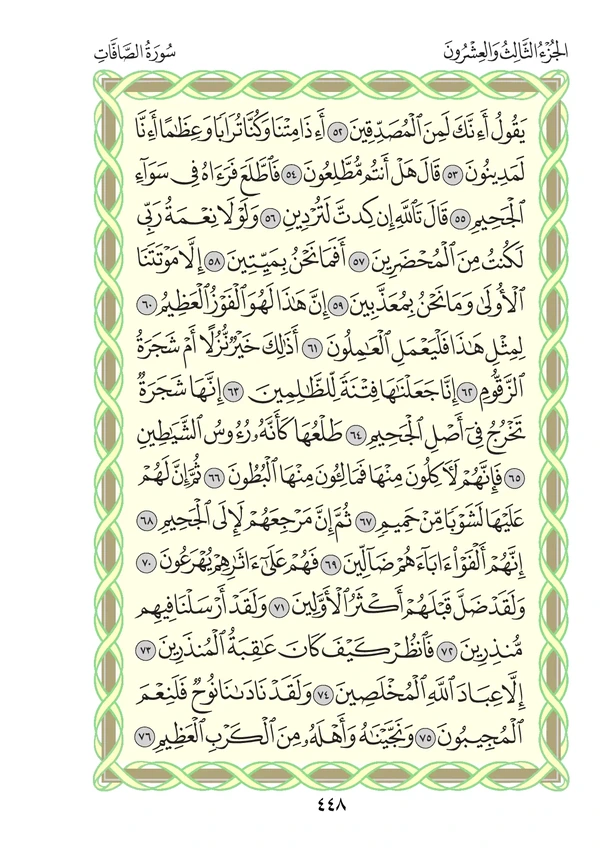 الجُزْءُ الثَّالِثُ وَالعِشْرُونَ
سُورَةُ الصَّافَّاتِ
يَقُولُ أَءِنَّكَ لَمِنَ ٱلْمُصَدِّقِينَ ٥٢ أَءِذَا مِتْنَا وَكُنَّا تُرَابًا وَعِظَٰمًا أَءِنَّا
لَمَدِينُونَ ٥٣ قَالَ هَلْ أَنتُم مُّطَّلِعُونَ ٥٤ فَٱطَّلَعَ فَرَءَاهُ فِى سَوَآءِ
ٱلْجَحِيمِ ٥٥ قَالَ تَٱللَّهِ إِن كِدتَّ لَتُرْدِينِ ٥٦ وَلَوْلَا نِعْمَةُ رَبِّى
لَكُنتُ مِنَ ٱلْمُحْضَرِينَ ٥٧ أَفَمَا نَحْنُ بِمَيِّتِينَ ٥٨ إِلَّا مَوْتَتَنَا
ٱلْأُولَىٰ وَمَا نَحْنُ بِمُعَذَّبِينَ ٥٩ إِنَّ هَٰذَا لَهُوَ ٱلْفَوْزُ ٱلْعَظِيمُ ٦٠
لِمِثْلِ هَٰذَا فَلْيَعْمَلِ ٱلْعَٰمِلُونَ ٦١ أَذَٰلِكَ خَيْرٌ نُّزُلًا أَمْ شَجَرَةُ
ٱلزَّقُّومِ ٦٢ إِنَّا جَعَلْنَٰهَا فِتْنَةً لِّلظَّٰلِمِينَ ٦٣ إِنَّهَا شَجَرَةٌ
تَخْرُجُ فِىٓ أَصْلِ ٱلْجَحِيمِ ٦٤ طَلْعُهَا كَأَنَّهُۥ رُءُوسُ ٱلشَّيَٰطِينِ
٦٥ فَإِنَّهُمْ لَـَٔاكِلُونَ مِنْهَا فَمَالِـُٔونَ مِنْهَا ٱلْبُطُونَ ٦٦ ثُمَّ إِنَّ لَهُمْ
عَلَيْهَا لَشَوْبًا مِّنْ حَمِيمٍ ٦٧ ثُمَّ إِنَّ مَرْجِعَهُمْ لَإِلَى ٱلْجَحِيمِ ٦٨
إِنَّهُمْ أَلْفَوْا۟ ءَابَآءَهُمْ ضَآلِّينَ ٦٩ فَهُمْ عَلَىٰٓ ءَاثَٰرِهِمْ يُهْرَعُونَ ٧٠
وَلَقَدْ ضَلَّ قَبْلَهُمْ أَكْثَرُ ٱلْأَوَّلِينَ ٧١ وَلَقَدْ أَرْسَلْنَا فِيهِم
مُّنذِرِينَ ٧٢ فَٱنظُرْ كَيْفَ كَانَ عَٰقِبَةُ ٱلْمُنذَرِينَ ٧٣
إِلَّا عِبَادَ ٱللَّهِ ٱلْمُخْلَصِينَ ٧٤ وَلَقَدْ نَادَىٰنَا نُوحٌ فَلَنِعْمَ
ٱلْمُجِيبُونَ ٧٥ وَنَجَّيْنَٰهُ وَأَهْلَهُۥ مِنَ ٱلْكَرْبِ ٱلْعَظِيمِ ٧٦
٤٤٨